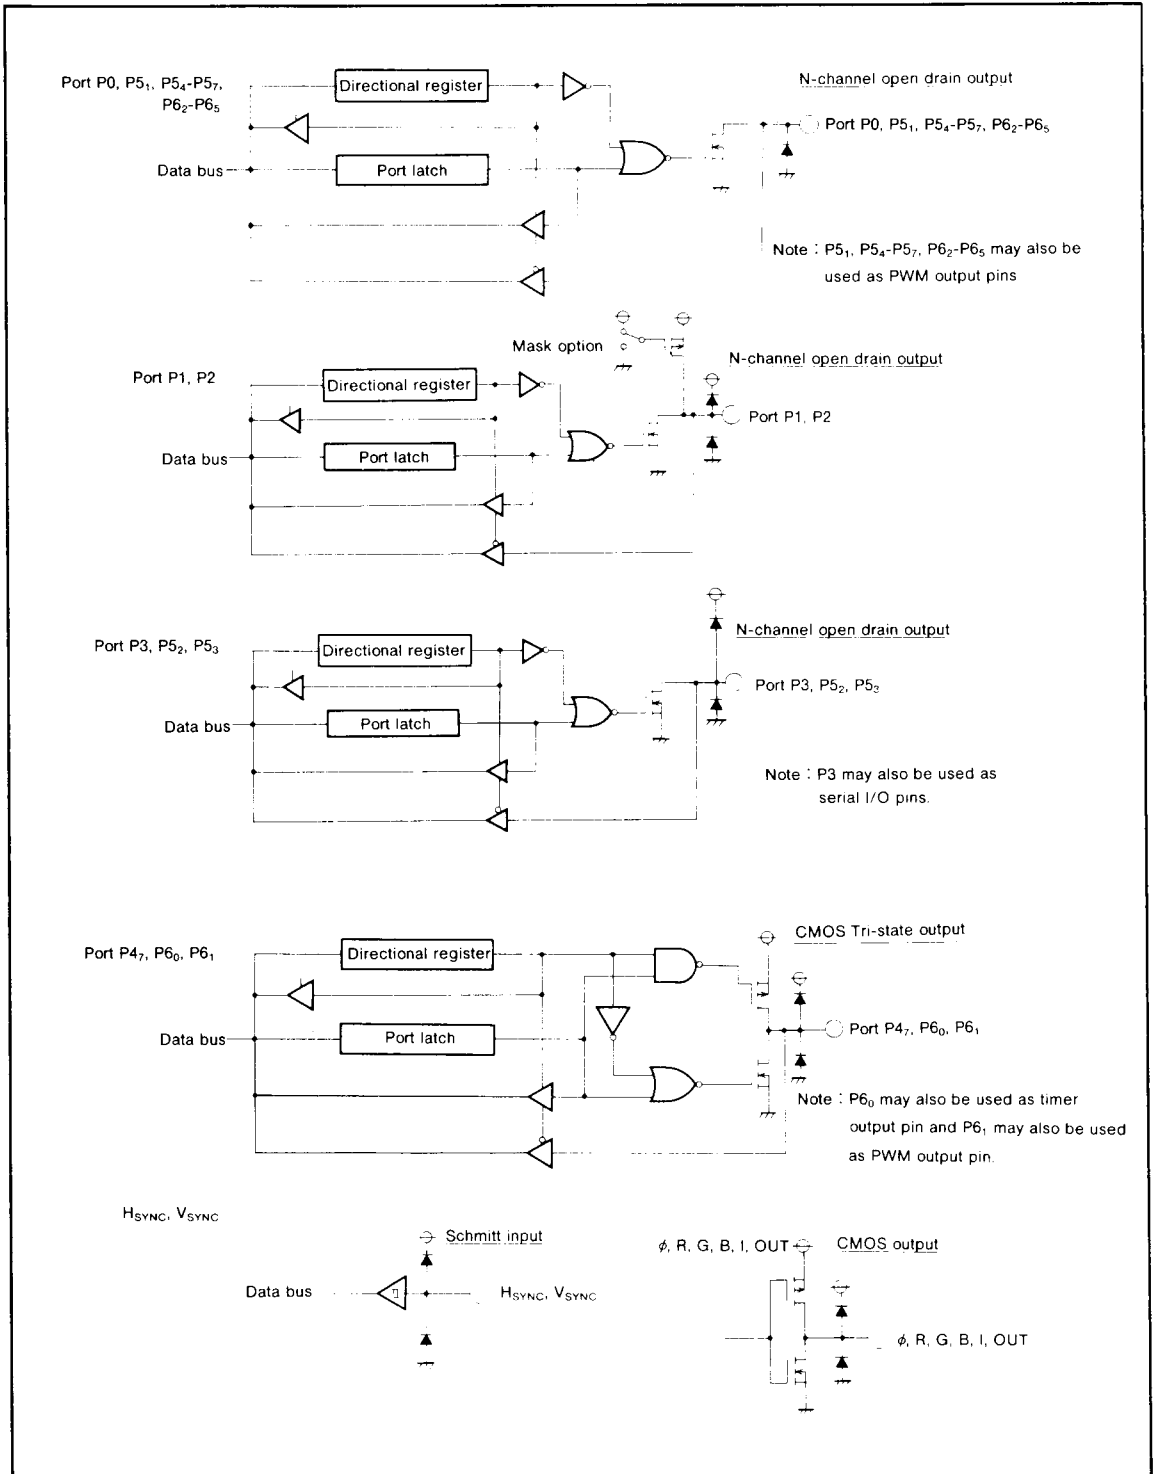 Port P0, P5₁, P5₄-P5₇,
P6₂-P6₅
Directional register
N-channel open drain output
Port P0, P5₁, P5₄-P5₇, P6₂-P6₅
Data bus
Port latch
Note : P5₁, P5₄-P5₇, P6₂-P6₅ may also be
used as PWM output pins
Mask option
N-channel open drain output
Port P1, P2
Directional register
Port P1, P2
Data bus
Port latch
N-channel open drain output
Port P3, P5₂, P5₃
Directional register
Port P3, P5₂, P5₃
Data bus
Port latch
Note : P3 may also be used as
serial I/O pins.
CMOS Tri-state output
Port P4₇, P6₀, P6₁
Directional register
Port P4₇, P6₀, P6₁
Data bus
Port latch
Note : P6₀ may also be used as timer
output pin and P6₁ may also be used
as PWM output pin.
HSYNC, VSYNC
Schmitt input
Data bus
HSYNC, VSYNC
φ, R, G, B, I, OUT
CMOS output
φ, R, G, B, I, OUT